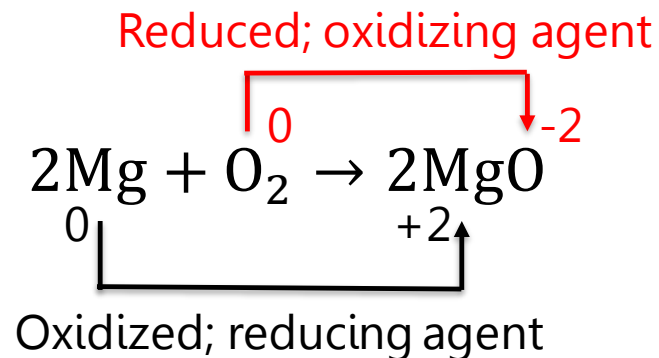 Reduced; oxidizing agent
0 -2
2Mg + O₂ → 2MgO
0 +2
Oxidized; reducing agent